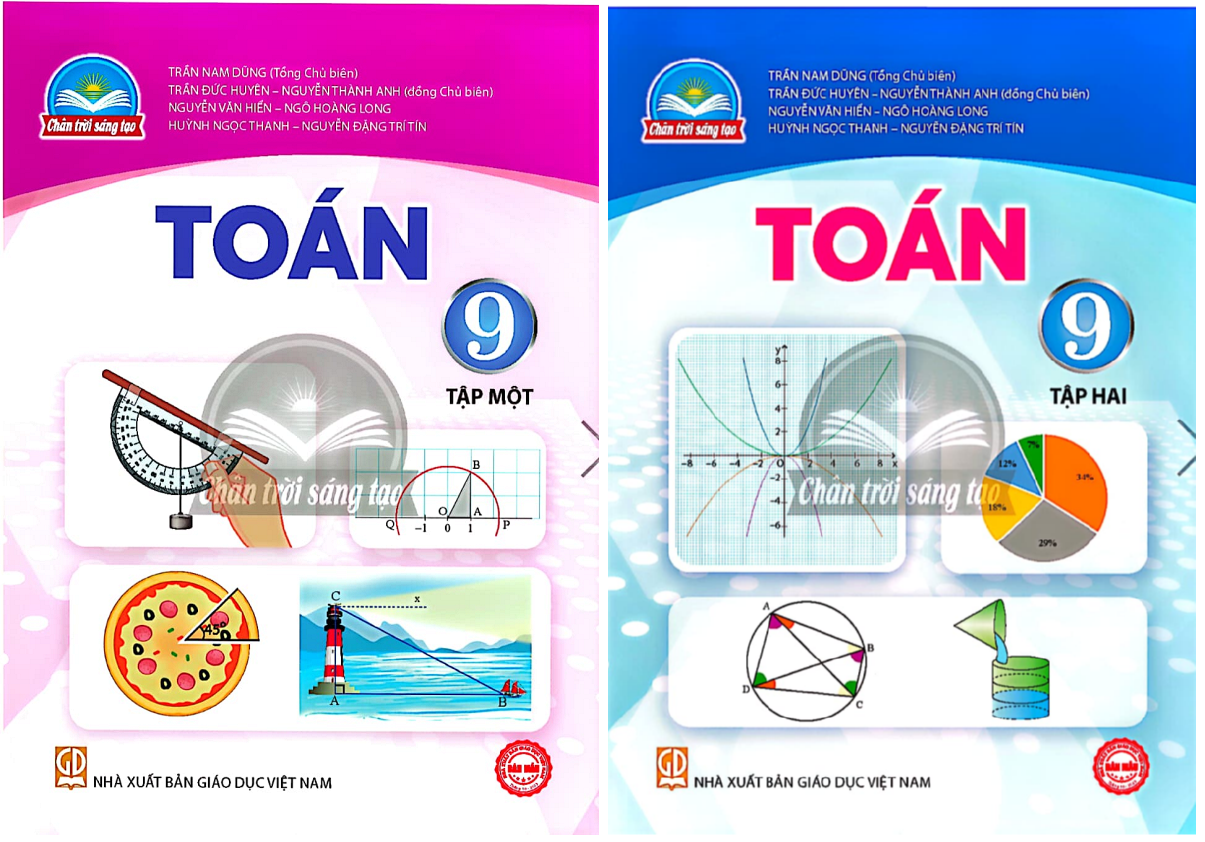 Chân trời sáng tạo
TRẦN NAM DŨNG (Tổng Chủ biên)
TRẦN ĐỨC HUYÊN – NGUYỄN THÀNH ANH (đồng Chủ biên)
NGUYỄN VĂN HIỂN – NGÔ HOÀNG LONG
HUỲNH NGỌC THANH – NGUYỄN ĐẶNG TRÍ TÍN
TOÁN
9
TẬP MỘT
Chân trời sáng tạo
B
O
A
Q
-1
0
1
P
45°
C
x
A
B
GD
NHÀ XUẤT BẢN GIÁO DỤC VIỆT NAM
BẢN MẪU
Chân trời sáng tạo
TRẦN NAM DŨNG (Tổng Chủ biên)
TRẦN ĐỨC HUYÊN – NGUYỄN THÀNH ANH (đồng Chủ biên)
NGUYỄN VĂN HIỂN – NGÔ HOÀNG LONG
HUỲNH NGỌC THANH – NGUYỄN ĐẶNG TRÍ TÍN
TOÁN
9
TẬP HAI
y
8
6
4
2
-8 -6 -4 -2 O 2 4 6 8 x
-2
-4
-6
Chân trời sáng tạo
7%
12%
34%
18%
29%
A
B
D
C
GD
NHÀ XUẤT BẢN GIÁO DỤC VIỆT NAM
BẢN MẪU